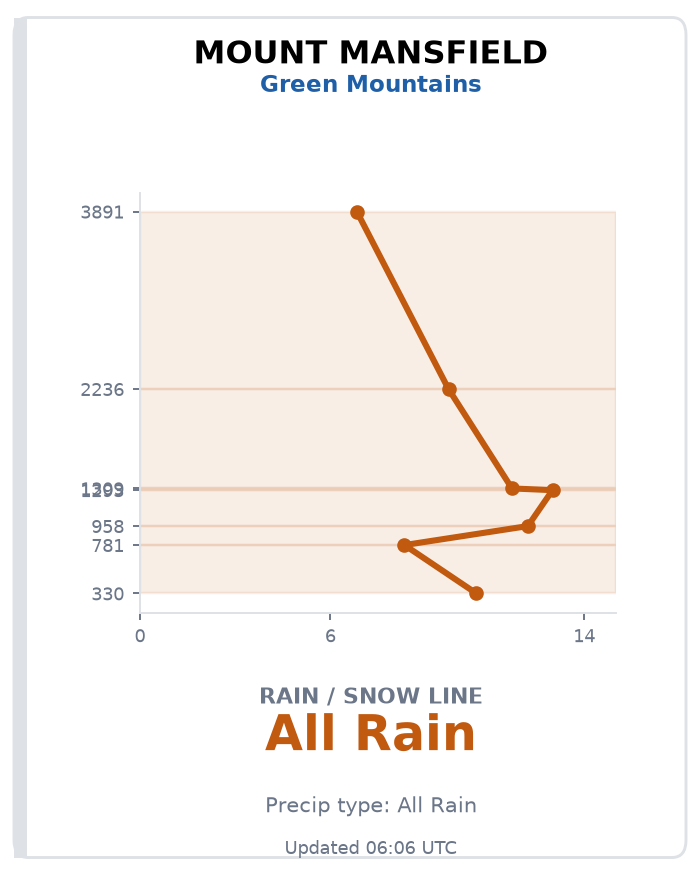 MOUNT MANSFIELD
Green Mountains
3891
2236
958
781
330
0 6 14
RAIN / SNOW LINE
All Rain
Precip type: All Rain
Updated 06:06 UTC